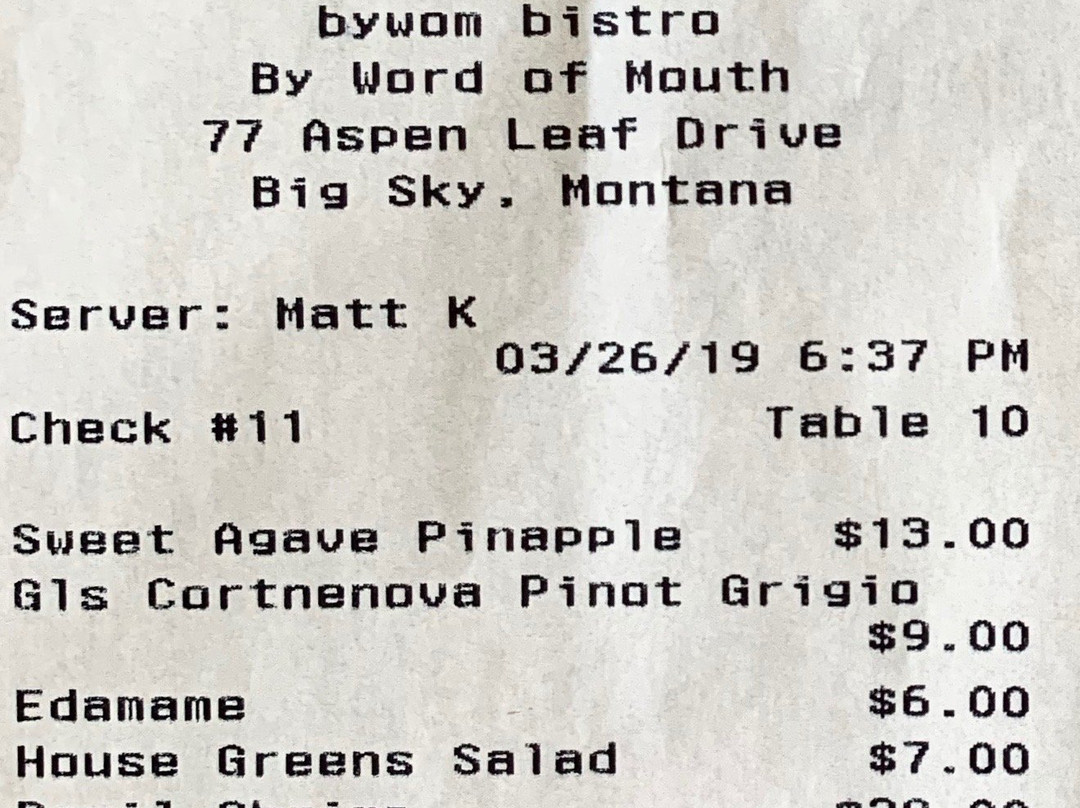 bywom bistro
By Word of Mouth
77 Aspen Leaf Drive
Big Sky, Montana
Server: Matt K
03/26/19 6:37 PM
Check #11 Table 10
Sweet Agave Pinapple $13.00
Gls Cortnenova Pinot Grigio
$9.00
Edamame $6.00
House Greens Salad $7.00